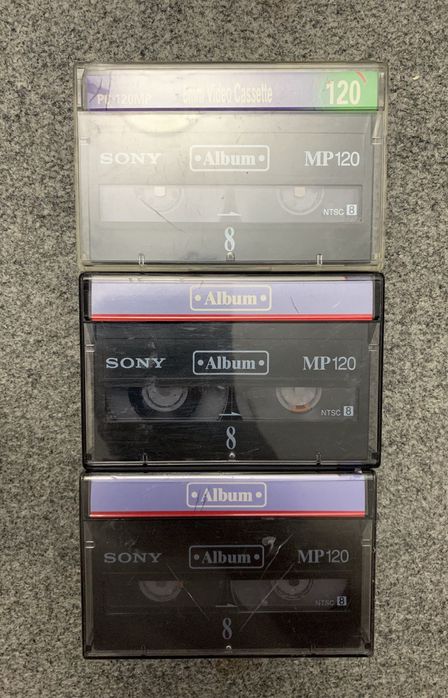 P6-120MP 8mm Video Cassette 120
SONY •Album• MP120
NTSC 8
8
•Album•
SONY •Album• MP120
NTSC 8
8
•Album•
SONY •Album• MP120
NTSC 8
8